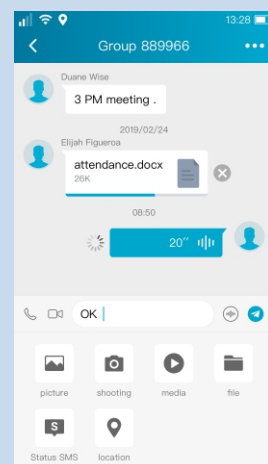 13:28
Group 889966
Duane Wise
3 PM meeting .
2019/02/24
Elijah Figueroa
attendance.docx
26K
08:50
20″
OK
picture shooting media file
S
Status SMS location